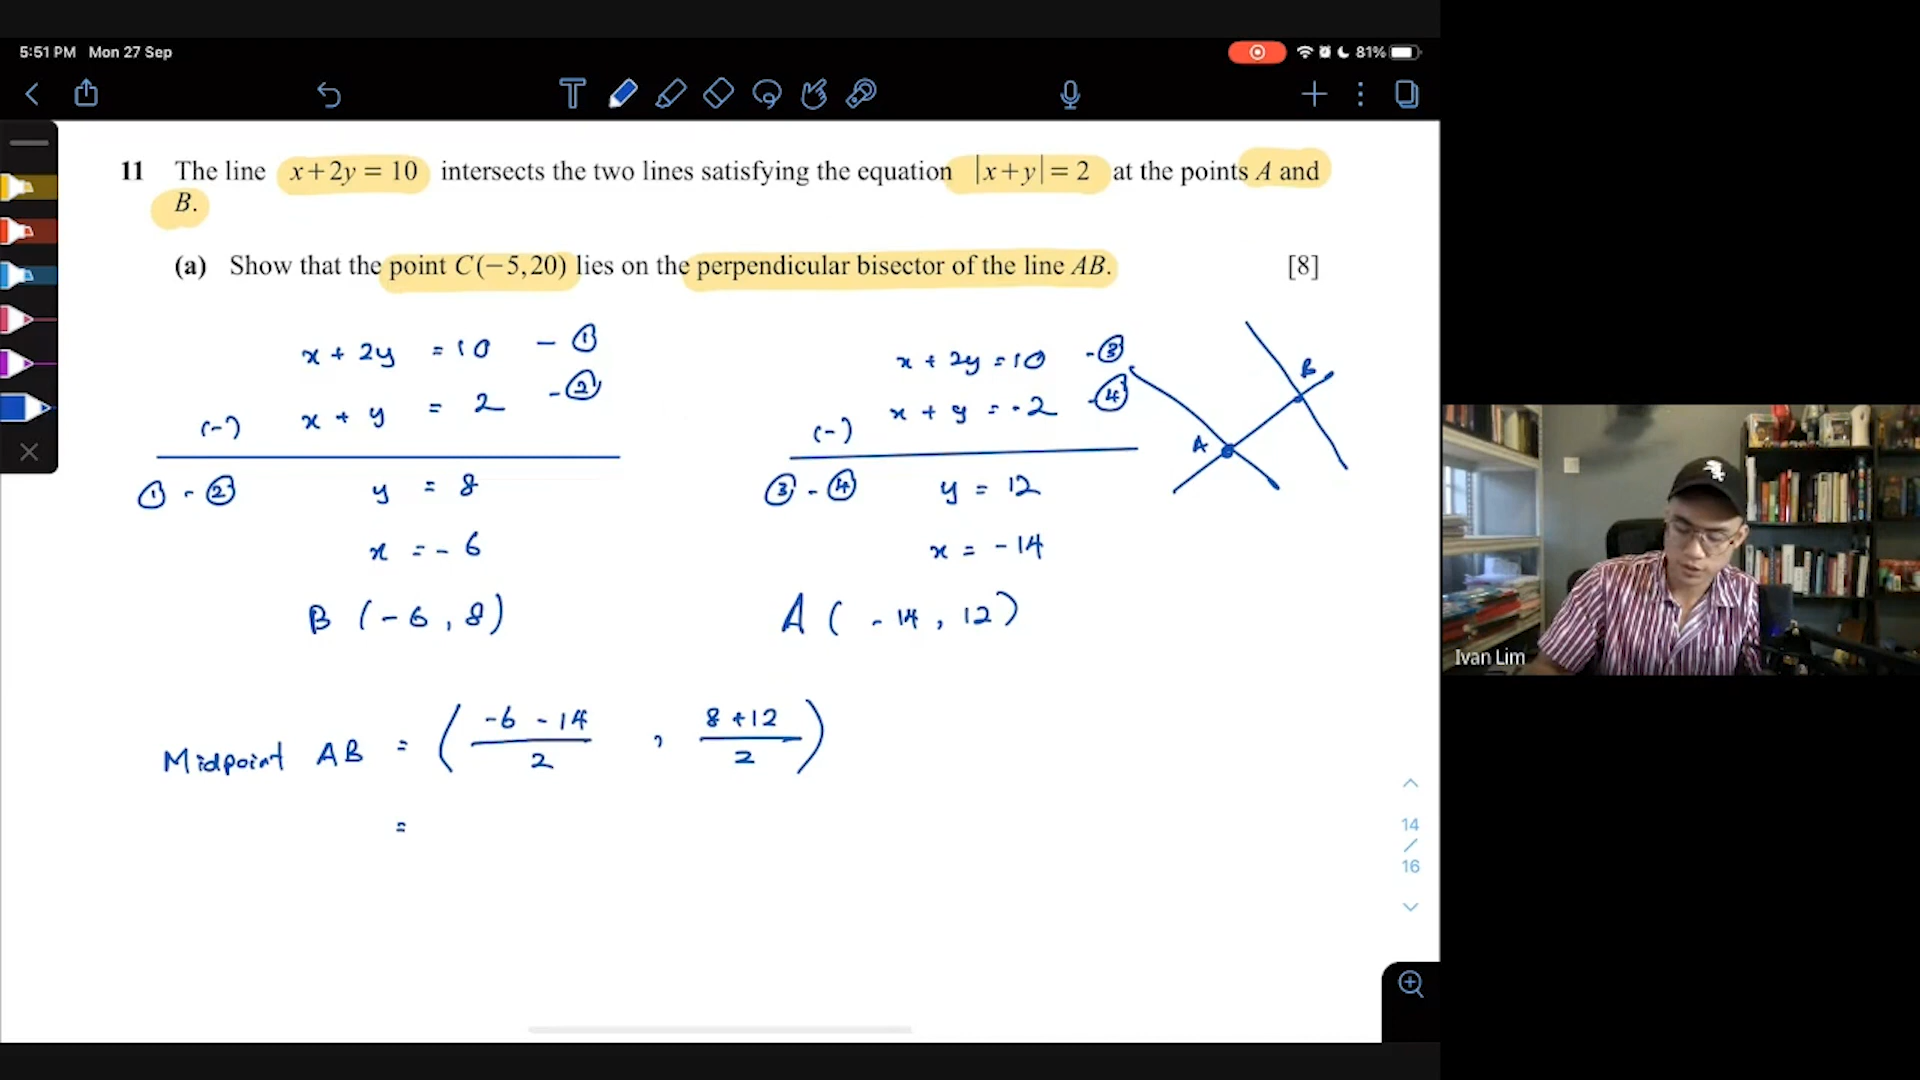 5:51 PM Mon 27 Sep
81%
11 The line x+2y = 10 intersects the two lines satisfying the equation |x+y| = 2 at the points A and
B.
(a) Show that the point C(−5,20) lies on the perpendicular bisector of the line AB. [8]
x + 2y = 10 - ①
x + y = 2 - ②
(-)
① - ② y = 8
x = - 6
B (-6, 8)
x + 2y = 10 - ③
x + y = -2 - ④
(-)
③ - ④ y = 12
x = -14
A (-14, 12)
A
B
Midpoint AB = ( -6 - 14 / 2 , 8 + 12 / 2 )
=
14
/
16
Ivan Lim